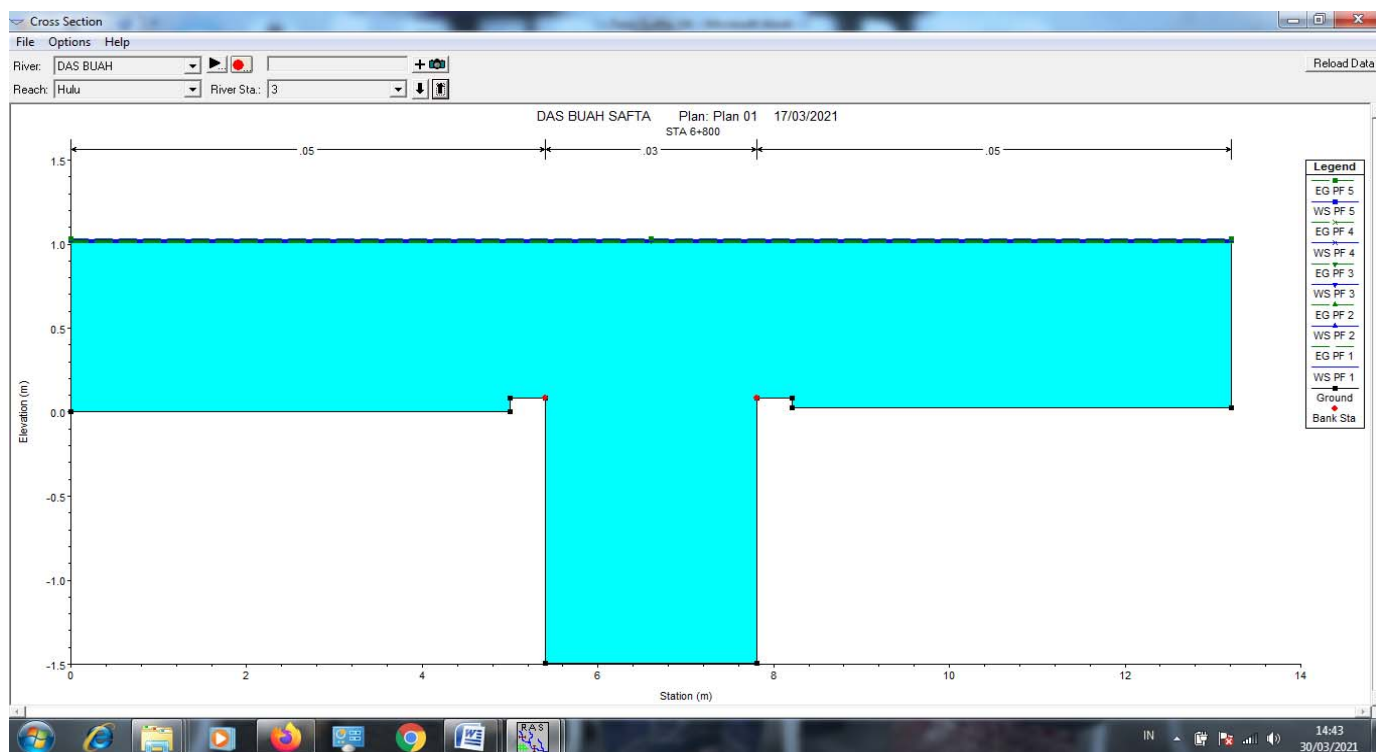 Cross Section
File Options Help
River: DAS BUAH
Reload Data
Reach: Hulu River Sta.: 3
DAS BUAH SAFTA Plan: Plan 01 17/03/2021
STA 6+800
.05 .03 .05
1.5
1.0
0.5
0.0
-0.5
-1.0
-1.5
Elevation (m)
0 2 4 6 8 10 12 14
Station (m)
Legend
EG PF 5
WS PF 5
EG PF 4
WS PF 4
EG PF 3
WS PF 3
EG PF 2
WS PF 2
EG PF 1
WS PF 1
Ground
Bank Sta
RAS
IN
14:43
30/03/2021